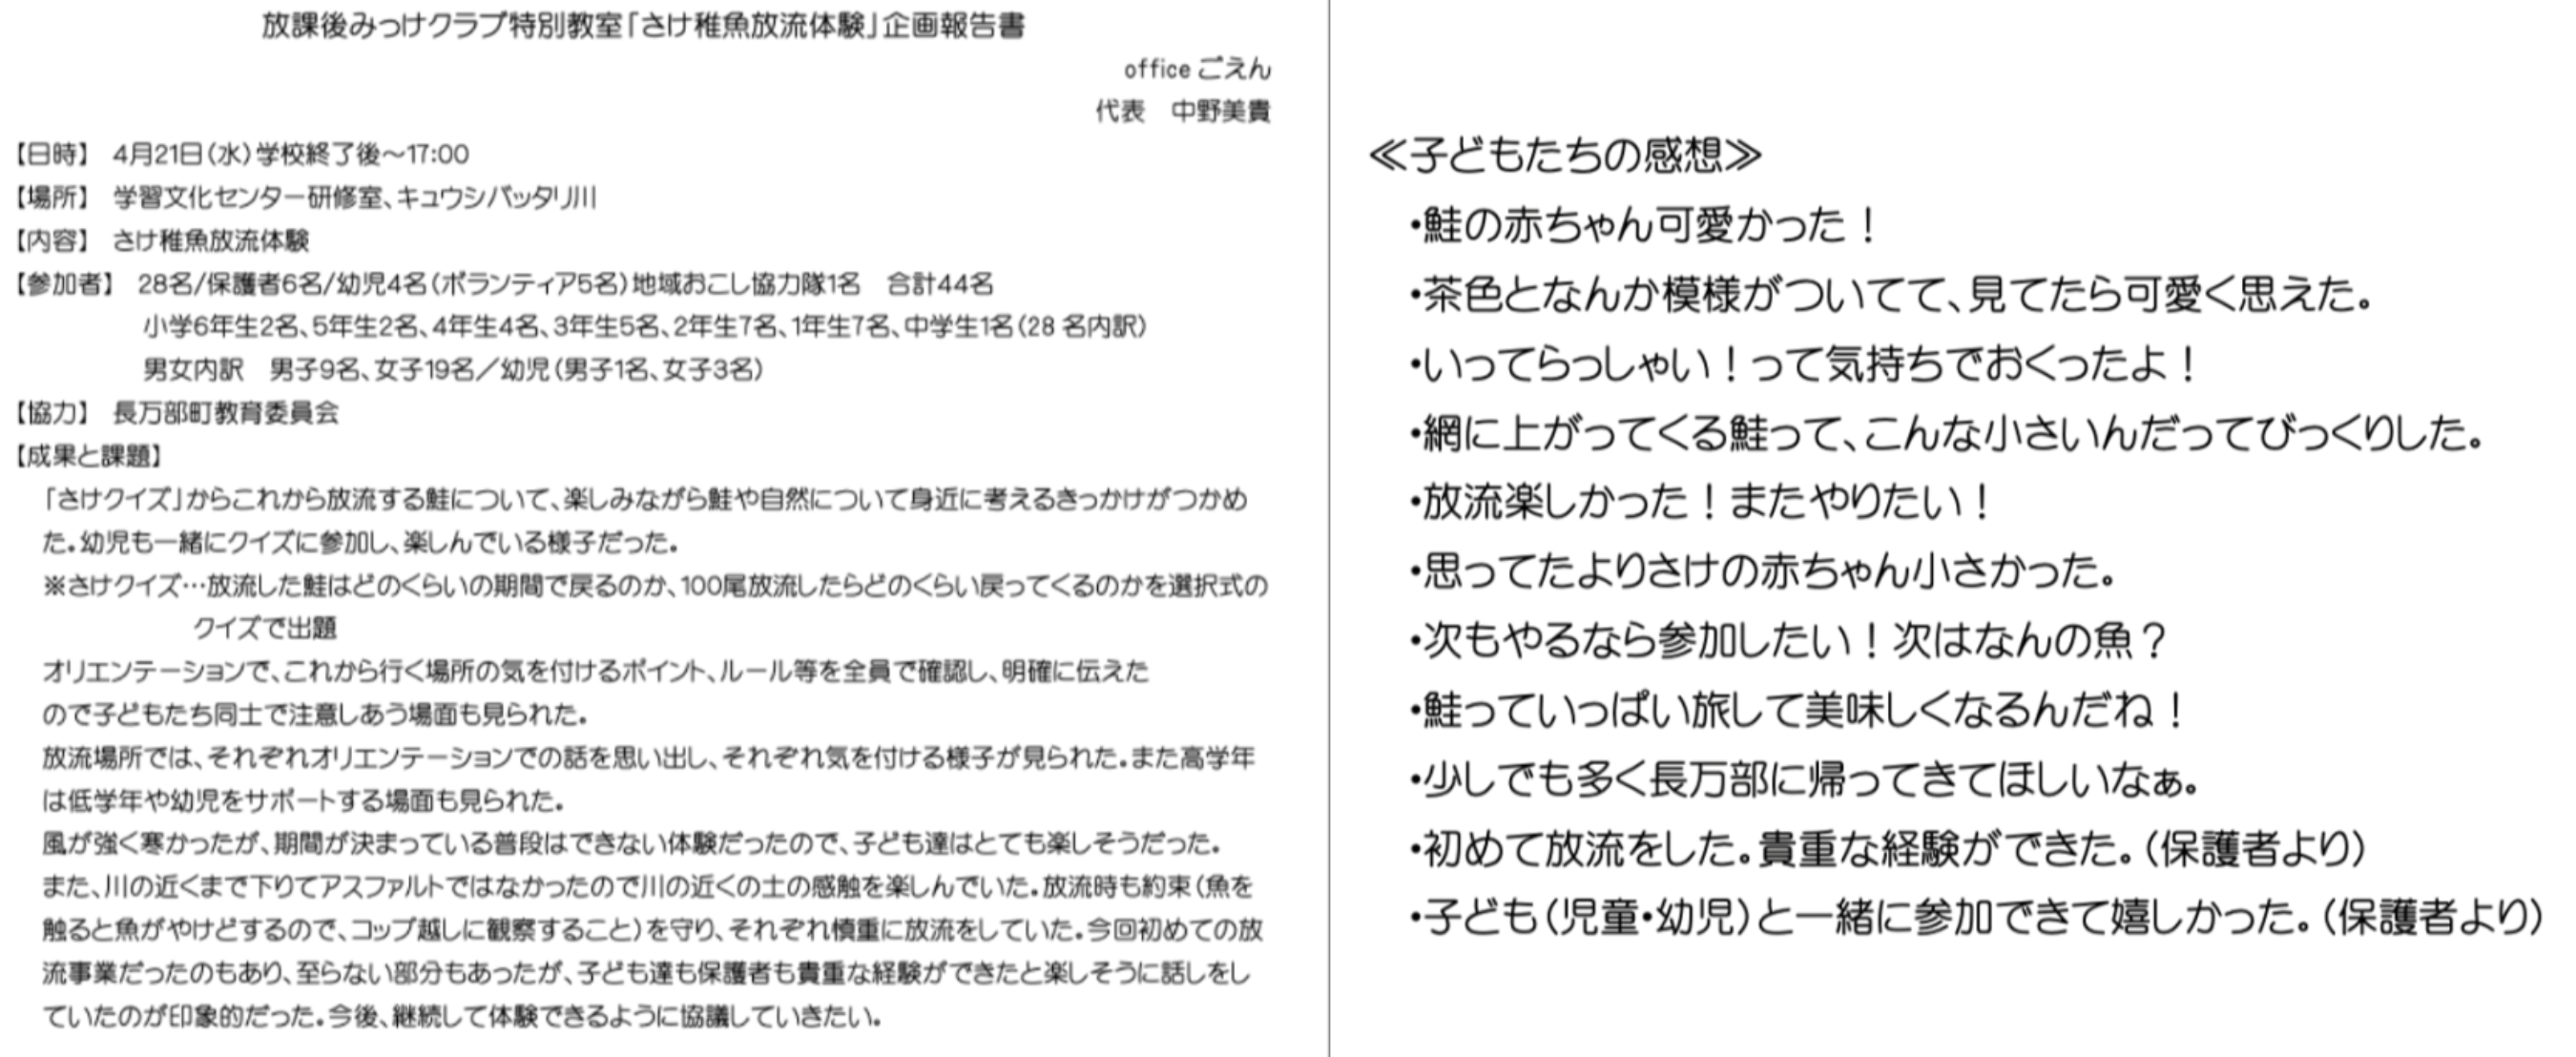 放課後みっけクラブ特別教室「さけ稚魚放流体験」企画報告書
office ごえん
代表　中野美貴
【日時】　4月21日（水）学校終了後～17:00
【場所】　学習文化センター研修室、キュウシバッタリ川
【内容】　さけ稚魚放流体験
【参加者】　28名/保護者6名/幼児4名（ボランティア5名）地域おこし協力隊1名　合計44名
小学6年生2名、5年生2名、4年生4名、3年生5名、2年生7名、1年生7名、中学生1名（28 名内訳）
男女内訳　男子9名、女子19名／幼児（男子1名、女子3名）
【協力】　長万部町教育委員会
【成果と課題】
「さけクイズ」からこれから放流する鮭について、楽しみながら鮭や自然について身近に考えるきっかけがつかめ
た。幼児も一緒にクイズに参加し、楽しんでいる様子だった。
※さけクイズ…放流した鮭はどのくらいの期間で戻るのか、100尾放流したらどのくらい戻ってくるのかを選択式の
クイズで出題
オリエンテーションで、これから行く場所の気を付けるポイント、ルール等を全員で確認し、明確に伝えた
ので子どもたち同士で注意しあう場面も見られた。
放流場所では、それぞれオリエンテーションでの話を思い出し、それぞれ気を付ける様子が見られた。また高学年
は低学年や幼児をサポートする場面も見られた。
風が強く寒かったが、期間が決まっている普段はできない体験だったので、子ども達はとても楽しそうだった。
また、川の近くまで下りてアスファルトではなかったので川の近くの土の感触を楽しんでいた。放流時も約束（魚を
触ると魚がやけどするので、コップ越しに観察すること）を守り、それぞれ慎重に放流をしていた。今回初めての放
流事業だったのもあり、至らない部分もあったが、子ども達も保護者も貴重な経験ができたと楽しそうに話しをし
ていたのが印象的だった。今後、継続して体験できるように協議していきたい。
≪子どもたちの感想≫
・鮭の赤ちゃん可愛かった！
・茶色となんか模様がついてて、見てたら可愛く思えた。
・いってらっしゃい！って気持ちでおくったよ！
・網に上がってくる鮭って、こんな小さいんだってびっくりした。
・放流楽しかった！またやりたい！
・思ってたよりさけの赤ちゃん小さかった。
・次もやるなら参加したい！次はなんの魚？
・鮭っていっぱい旅して美味しくなるんだね！
・少しでも多く長万部に帰ってきてほしいなぁ。
・初めて放流をした。貴重な経験ができた。（保護者より）
・子ども（児童・幼児）と一緒に参加できて嬉しかった。（保護者より）